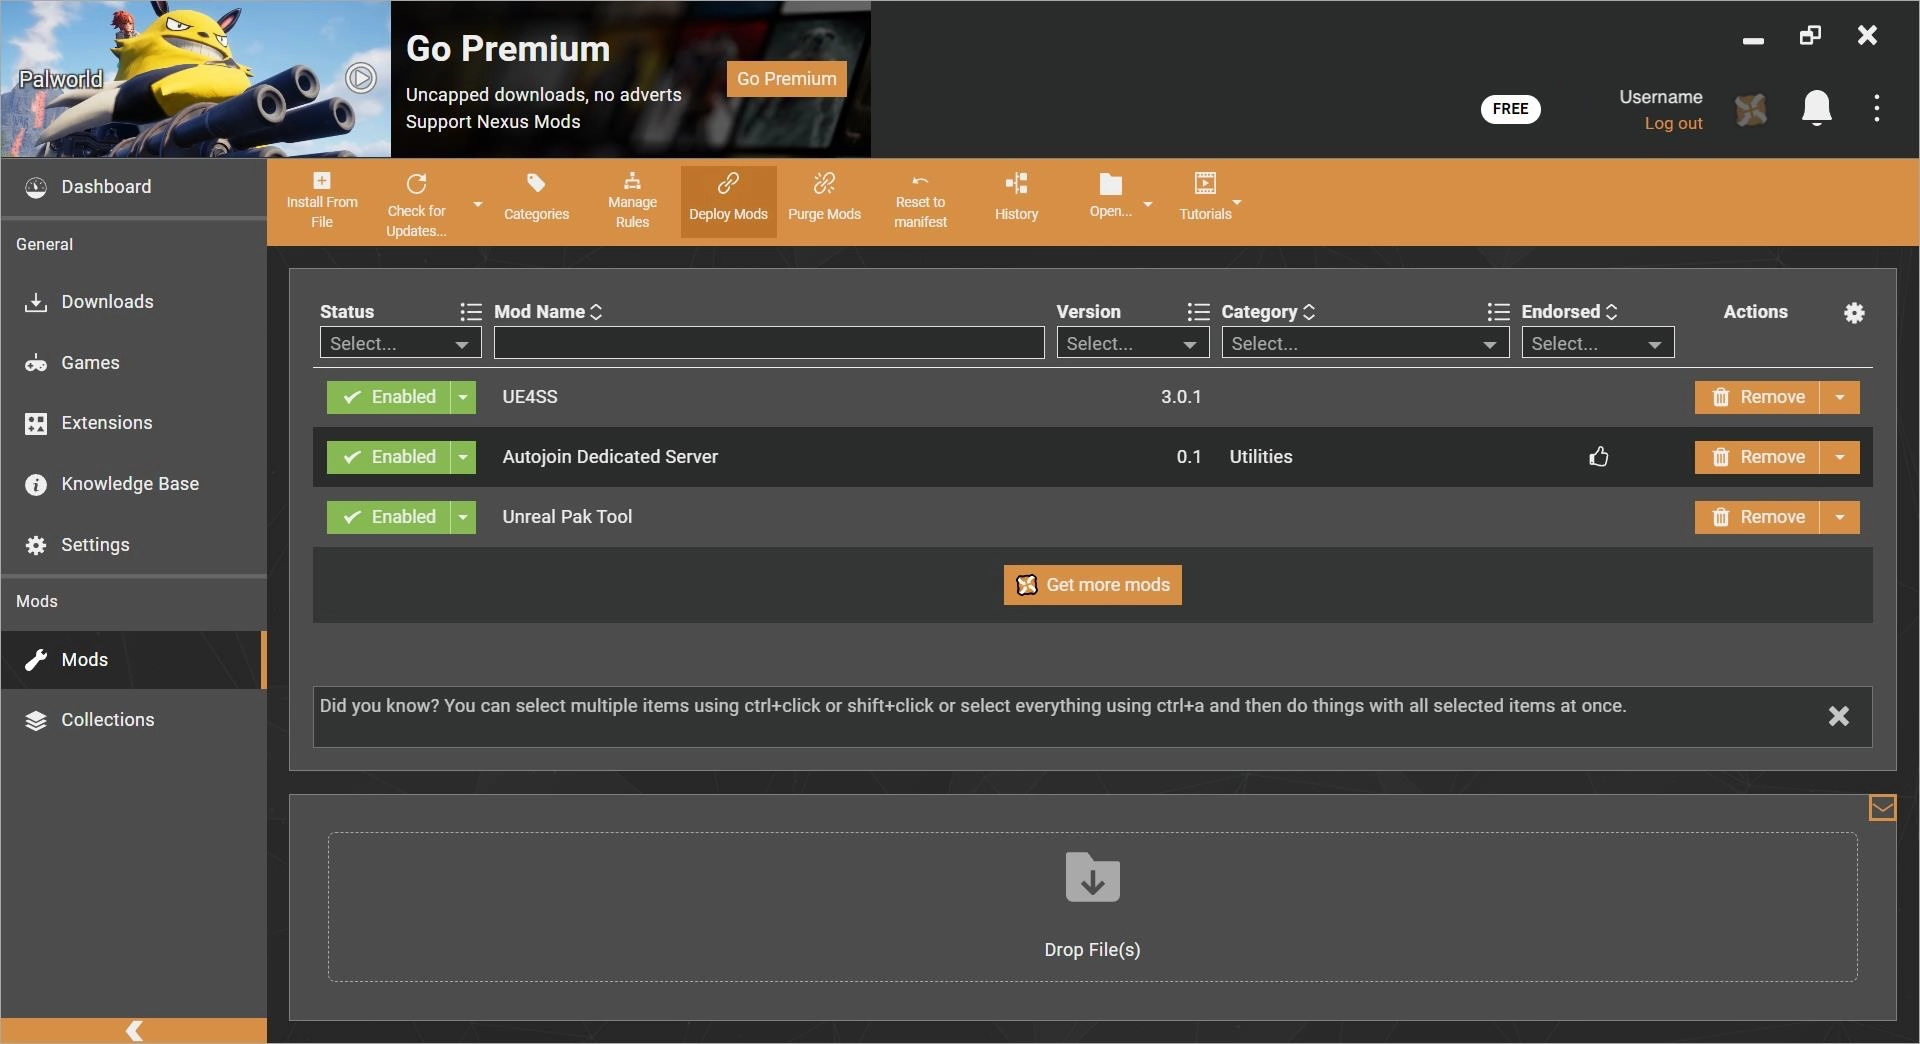 Palworld
Go Premium
Uncapped downloads, no adverts
Support Nexus Mods
Go Premium
FREE
Username
Log out
Dashboard
General
Downloads
Games
Extensions
Knowledge Base
Settings
Mods
Mods
Collections
Install From
File
Check for
Updates...
Categories
Manage
Rules
Deploy Mods
Purge Mods
Reset to
manifest
History
Open...
Tutorials
Status Mod Name Version Category Endorsed Actions
Select... Select... Select... Select...
Enabled UE4SS 3.0.1 Remove
Enabled Autojoin Dedicated Server 0.1 Utilities Remove
Enabled Unreal Pak Tool Remove
Get more mods
Did you know? You can select multiple items using ctrl+click or shift+click or select everything using ctrl+a and then do things with all selected items at once.
Drop File(s)